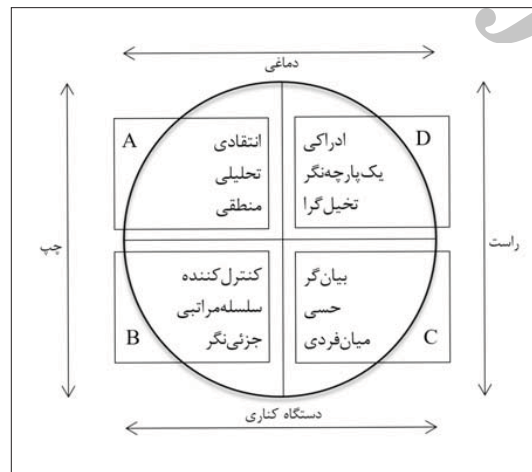 دماغی
D
ادراکی
یک‌پارچه‌نگر
تخیل‌گرا
A
انتقادی
تحلیلی
منطقی
راست
چپ
بیان‌گر
حسی
میان‌فردی
C
کنترل‌کننده
سلسله‌مراتبی
جزئی‌نگر
B
دستگاه کناری